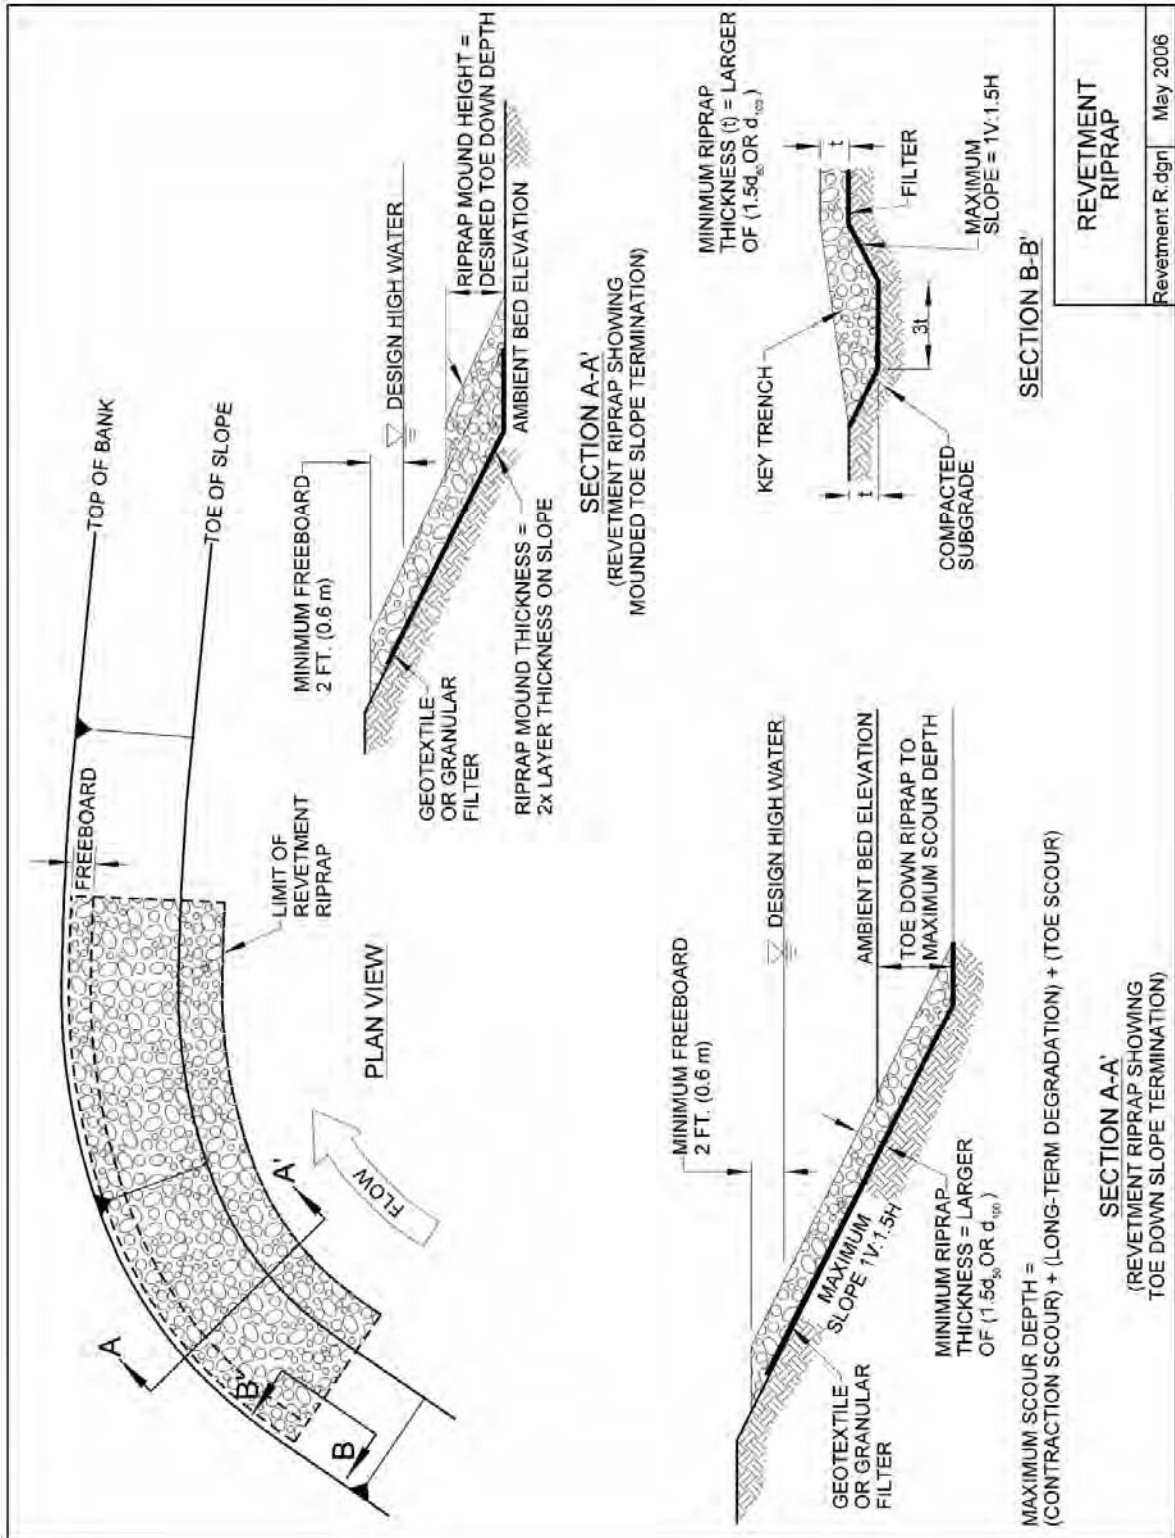 TOP OF BANK
TOE OF SLOPE
FREEBOARD
LIMIT OF
REVETMENT
RIPRAP
A
A'
B'
B
FLOW
PLAN VIEW
MINIMUM FREEBOARD
2 FT. (0.6 m)
DESIGN HIGH WATER
RIPRAP MOUND HEIGHT =
DESIRED TOE DOWN DEPTH
AMBIENT BED ELEVATION
GEOTEXTILE
OR GRANULAR
FILTER
RIPRAP MOUND THICKNESS =
2x LAYER THICKNESS ON SLOPE
SECTION A-A'
(REVETMENT RIPRAP SHOWING
MOUNDED TOE SLOPE TERMINATION)
MINIMUM FREEBOARD
2 FT. (0.6 m)
DESIGN HIGH WATER
AMBIENT BED ELEVATION
TOE DOWN RIPRAP TO
MAXIMUM SCOUR DEPTH
MAXIMUM
SLOPE 1V:1.5H
GEOTEXTILE
OR GRANULAR
FILTER
MINIMUM RIPRAP
THICKNESS = LARGER
OF (1.5d50 OR d100)
MAXIMUM SCOUR DEPTH =
(CONTRACTION SCOUR) + (LONG-TERM DEGRADATION) + (TOE SCOUR)
SECTION A-A'
(REVETMENT RIPRAP SHOWING
TOE DOWN SLOPE TERMINATION)
MINIMUM RIPRAP
THICKNESS (t) = LARGER
OF (1.5d50 OR d100)
KEY TRENCH
t
t
3t
FILTER
MAXIMUM
SLOPE = 1V:1.5H
COMPACTED
SUBGRADE
SECTION B-B'
REVETMENT
RIPRAP
Revetment R.dgn
May 2006